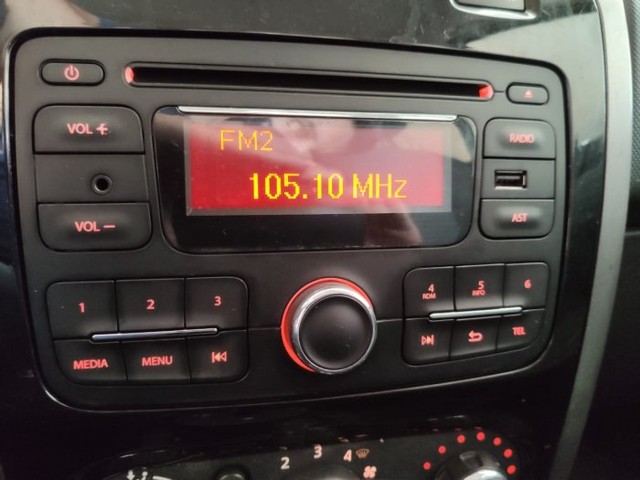 VOL +
FM2
RADIO
105.10 MHz
VOL −
AST
1 2 3
4 RDM
5 INFO
6
MEDIA MENU
TEL
2 3 4